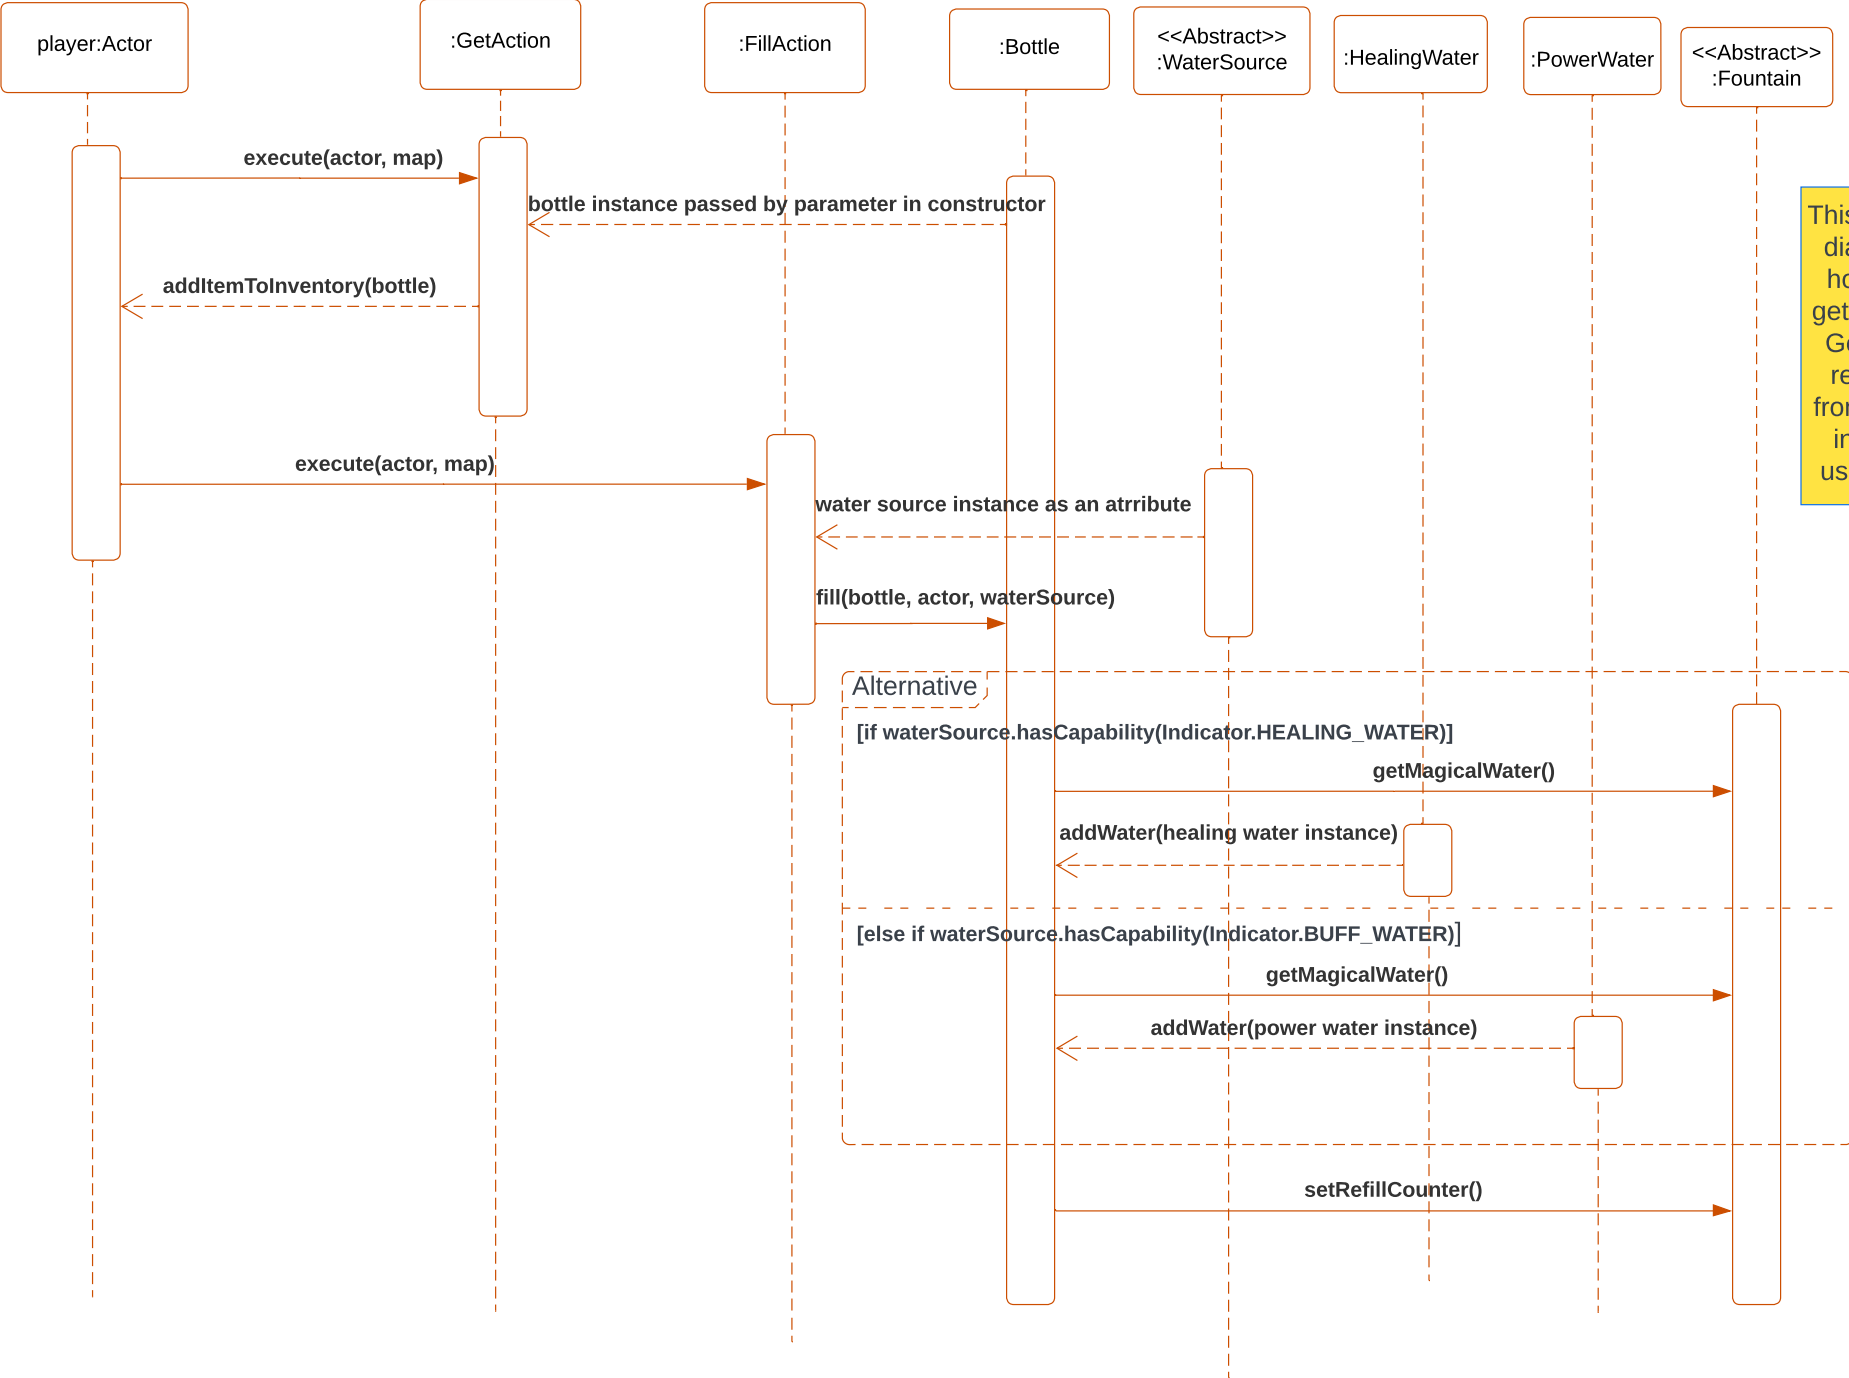 player:Actor
:GetAction
:FillAction
:Bottle
<<Abstract>>
:WaterSource
:HealingWater
:PowerWater
<<Abstract>>
:Fountain
execute(actor, map)
bottle instance passed by parameter in constructor
addItemToInventory(bottle)
execute(actor, map)
water source instance as an atrribute
fill(bottle, actor, waterSource)
Alternative
[if waterSource.hasCapability(Indicator.HEALING_WATER)]
getMagicalWater()
addWater(healing water instance)
[else if waterSource.hasCapability(Indicator.BUFF_WATER)]
getMagicalWater()
addWater(power water instance)
setRefillCounter()